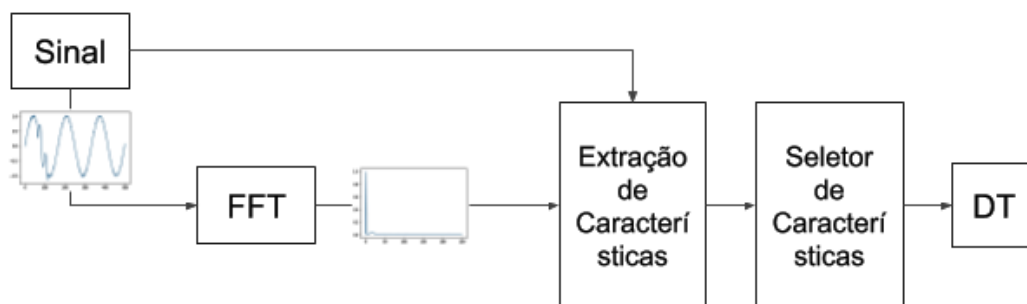 Sinal
FFT
Extração
de
Caracterí
sticas
Seletor
de
Caracterí
sticas
DT